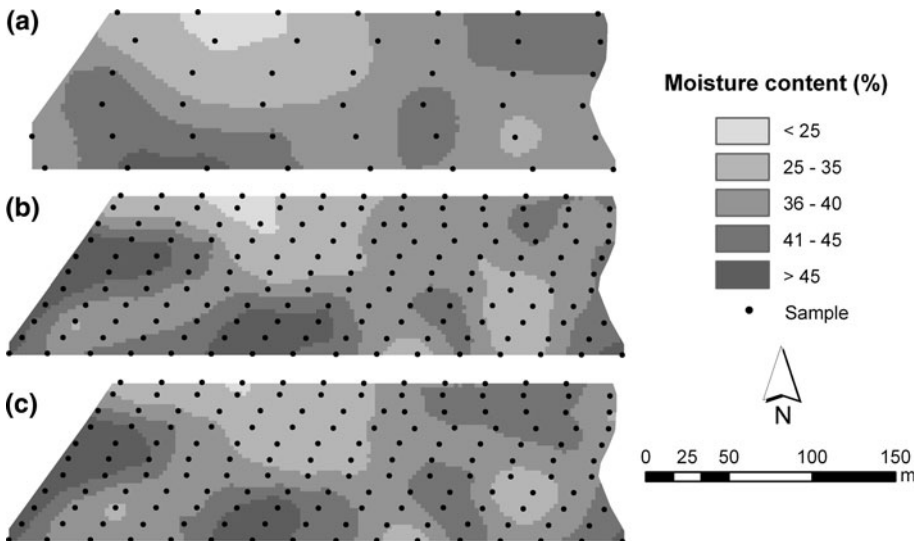 (a)
(b)
(c)
Moisture content (%)
< 25
25 - 35
36 - 40
41 - 45
> 45
Sample
N
0 25 50 100 150
m